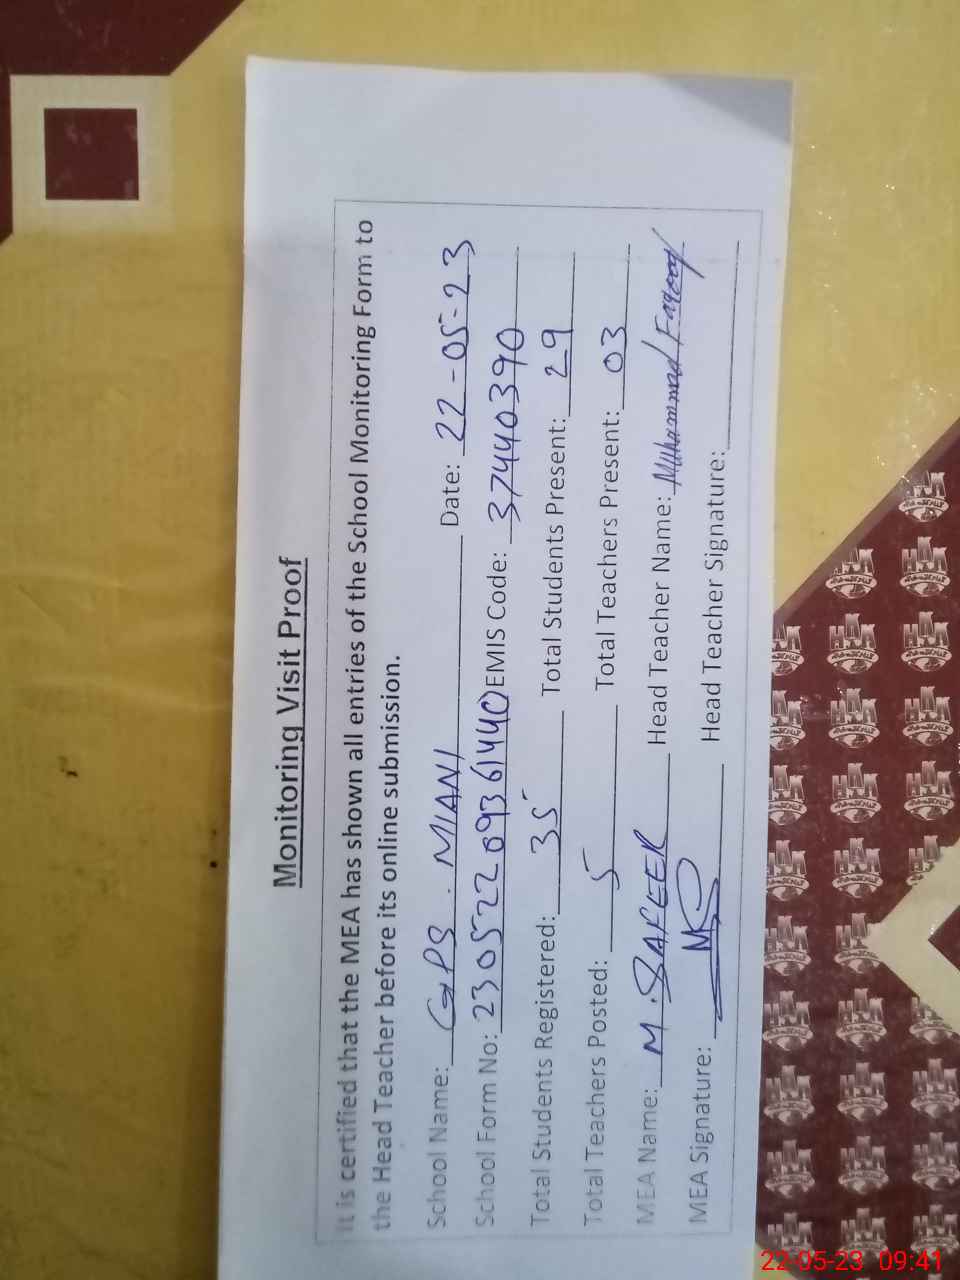 Monitoring Visit Proof
It is certified that the MEA has shown all entries of the School Monitoring Form to
the Head Teacher before its online submission.
School Name: GPS. MIANI Date: 22-05-23
School Form No: 23052209361440 EMIS Code: 37440390
Total Students Registered: 35 Total Students Present: 29
Total Teachers Posted: 5 Total Teachers Present: 03
MEA Name: M. SAFEER Head Teacher Name: Muhammad Farooq
MEA Signature: Head Teacher Signature:
22-05-23 09:41